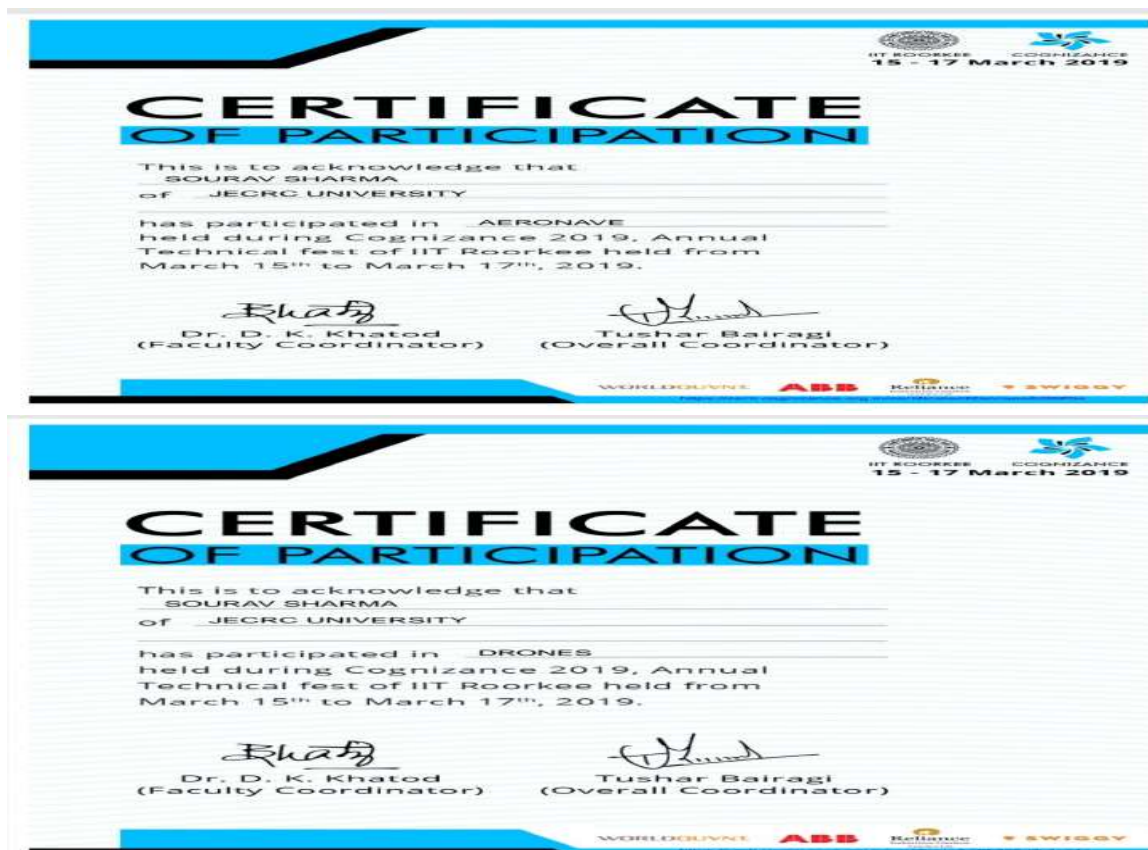 IIT ROORKEE COGNIZANCE
15 - 17 March 2019
CERTIFICATE
OF PARTICIPATION
This is to acknowledge that
SOURAV SHARMA
of JECRC UNIVERSITY
has participated in AERONAVE
held during Cognizance 2019, Annual
Technical fest of IIT Roorkee held from
March 15th to March 17th, 2019.
Dr. D. K. Khatod Tushar Bairagi
(Faculty Coordinator) (Overall Coordinator)
WORLDQUANT ABB Reliance SWIGGY
IIT ROORKEE COGNIZANCE
15 - 17 March 2019
CERTIFICATE
OF PARTICIPATION
This is to acknowledge that
SOURAV SHARMA
of JECRC UNIVERSITY
has participated in DRONES
held during Cognizance 2019, Annual
Technical fest of IIT Roorkee held from
March 15th to March 17th, 2019.
Dr. D. K. Khatod Tushar Bairagi
(Faculty Coordinator) (Overall Coordinator)
WORLDQUANT ABB Reliance SWIGGY